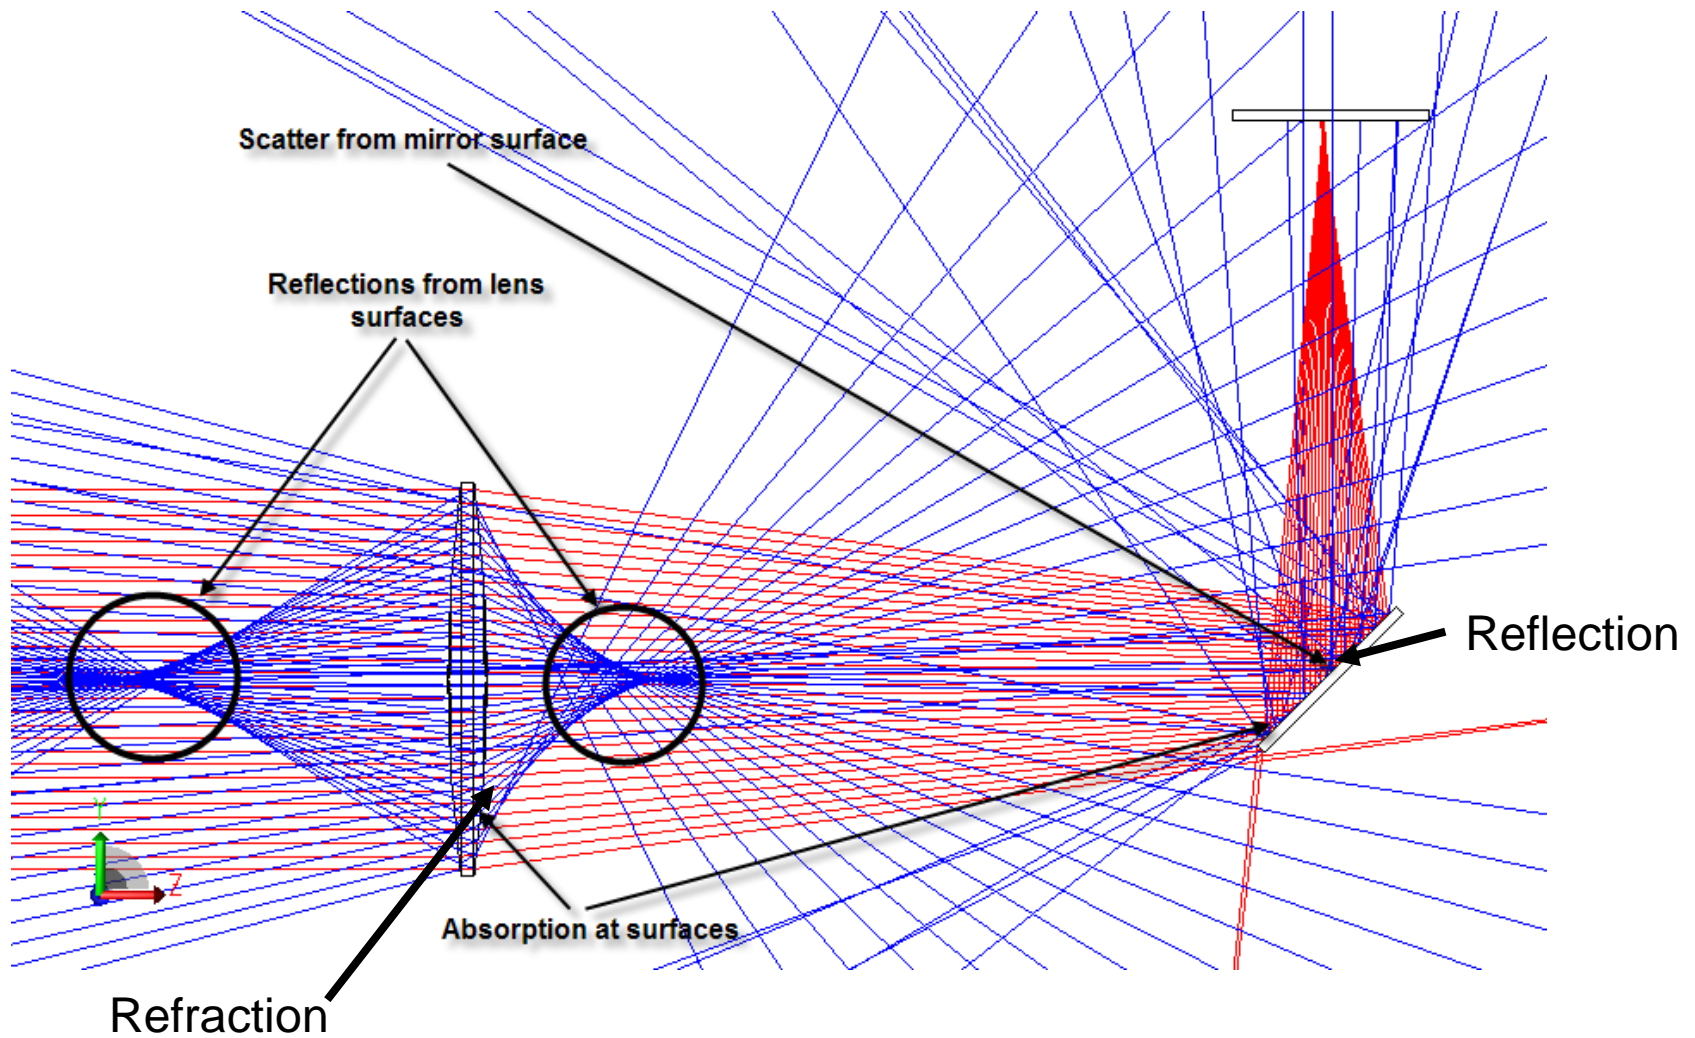 Scatter from mirror surface
Reflections from lens
surfaces
Reflection
Y
Z
Absorption at surfaces
Refraction